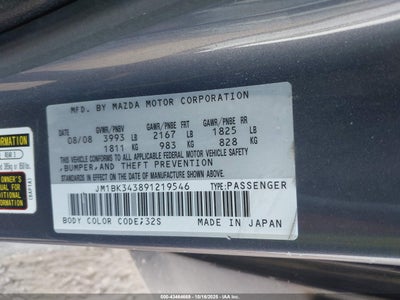 MFD. BY MAZDA MOTOR CORPORATION
GVWR/PNBV GAWR/PNBE FRT GAWR/PNBE RR
08/08 3993 LB 2167 LB 1825 LB
1811 KG 983 KG 828 KG
THIS VEHICLE CONFORMS TO ALL
APPLICABLE FEDERAL MOTOR VEHICLE SAFETY,
BUMPER, AND THEFT PREVENTION
STANDARDS IN EFFECT ON THE DATE OF MANUFACTURE SHOWN ABOVE.
JM1BK343891219546 TYPE:PASSENGER
BODY COLOR CODE;32S MADE IN JAPAN